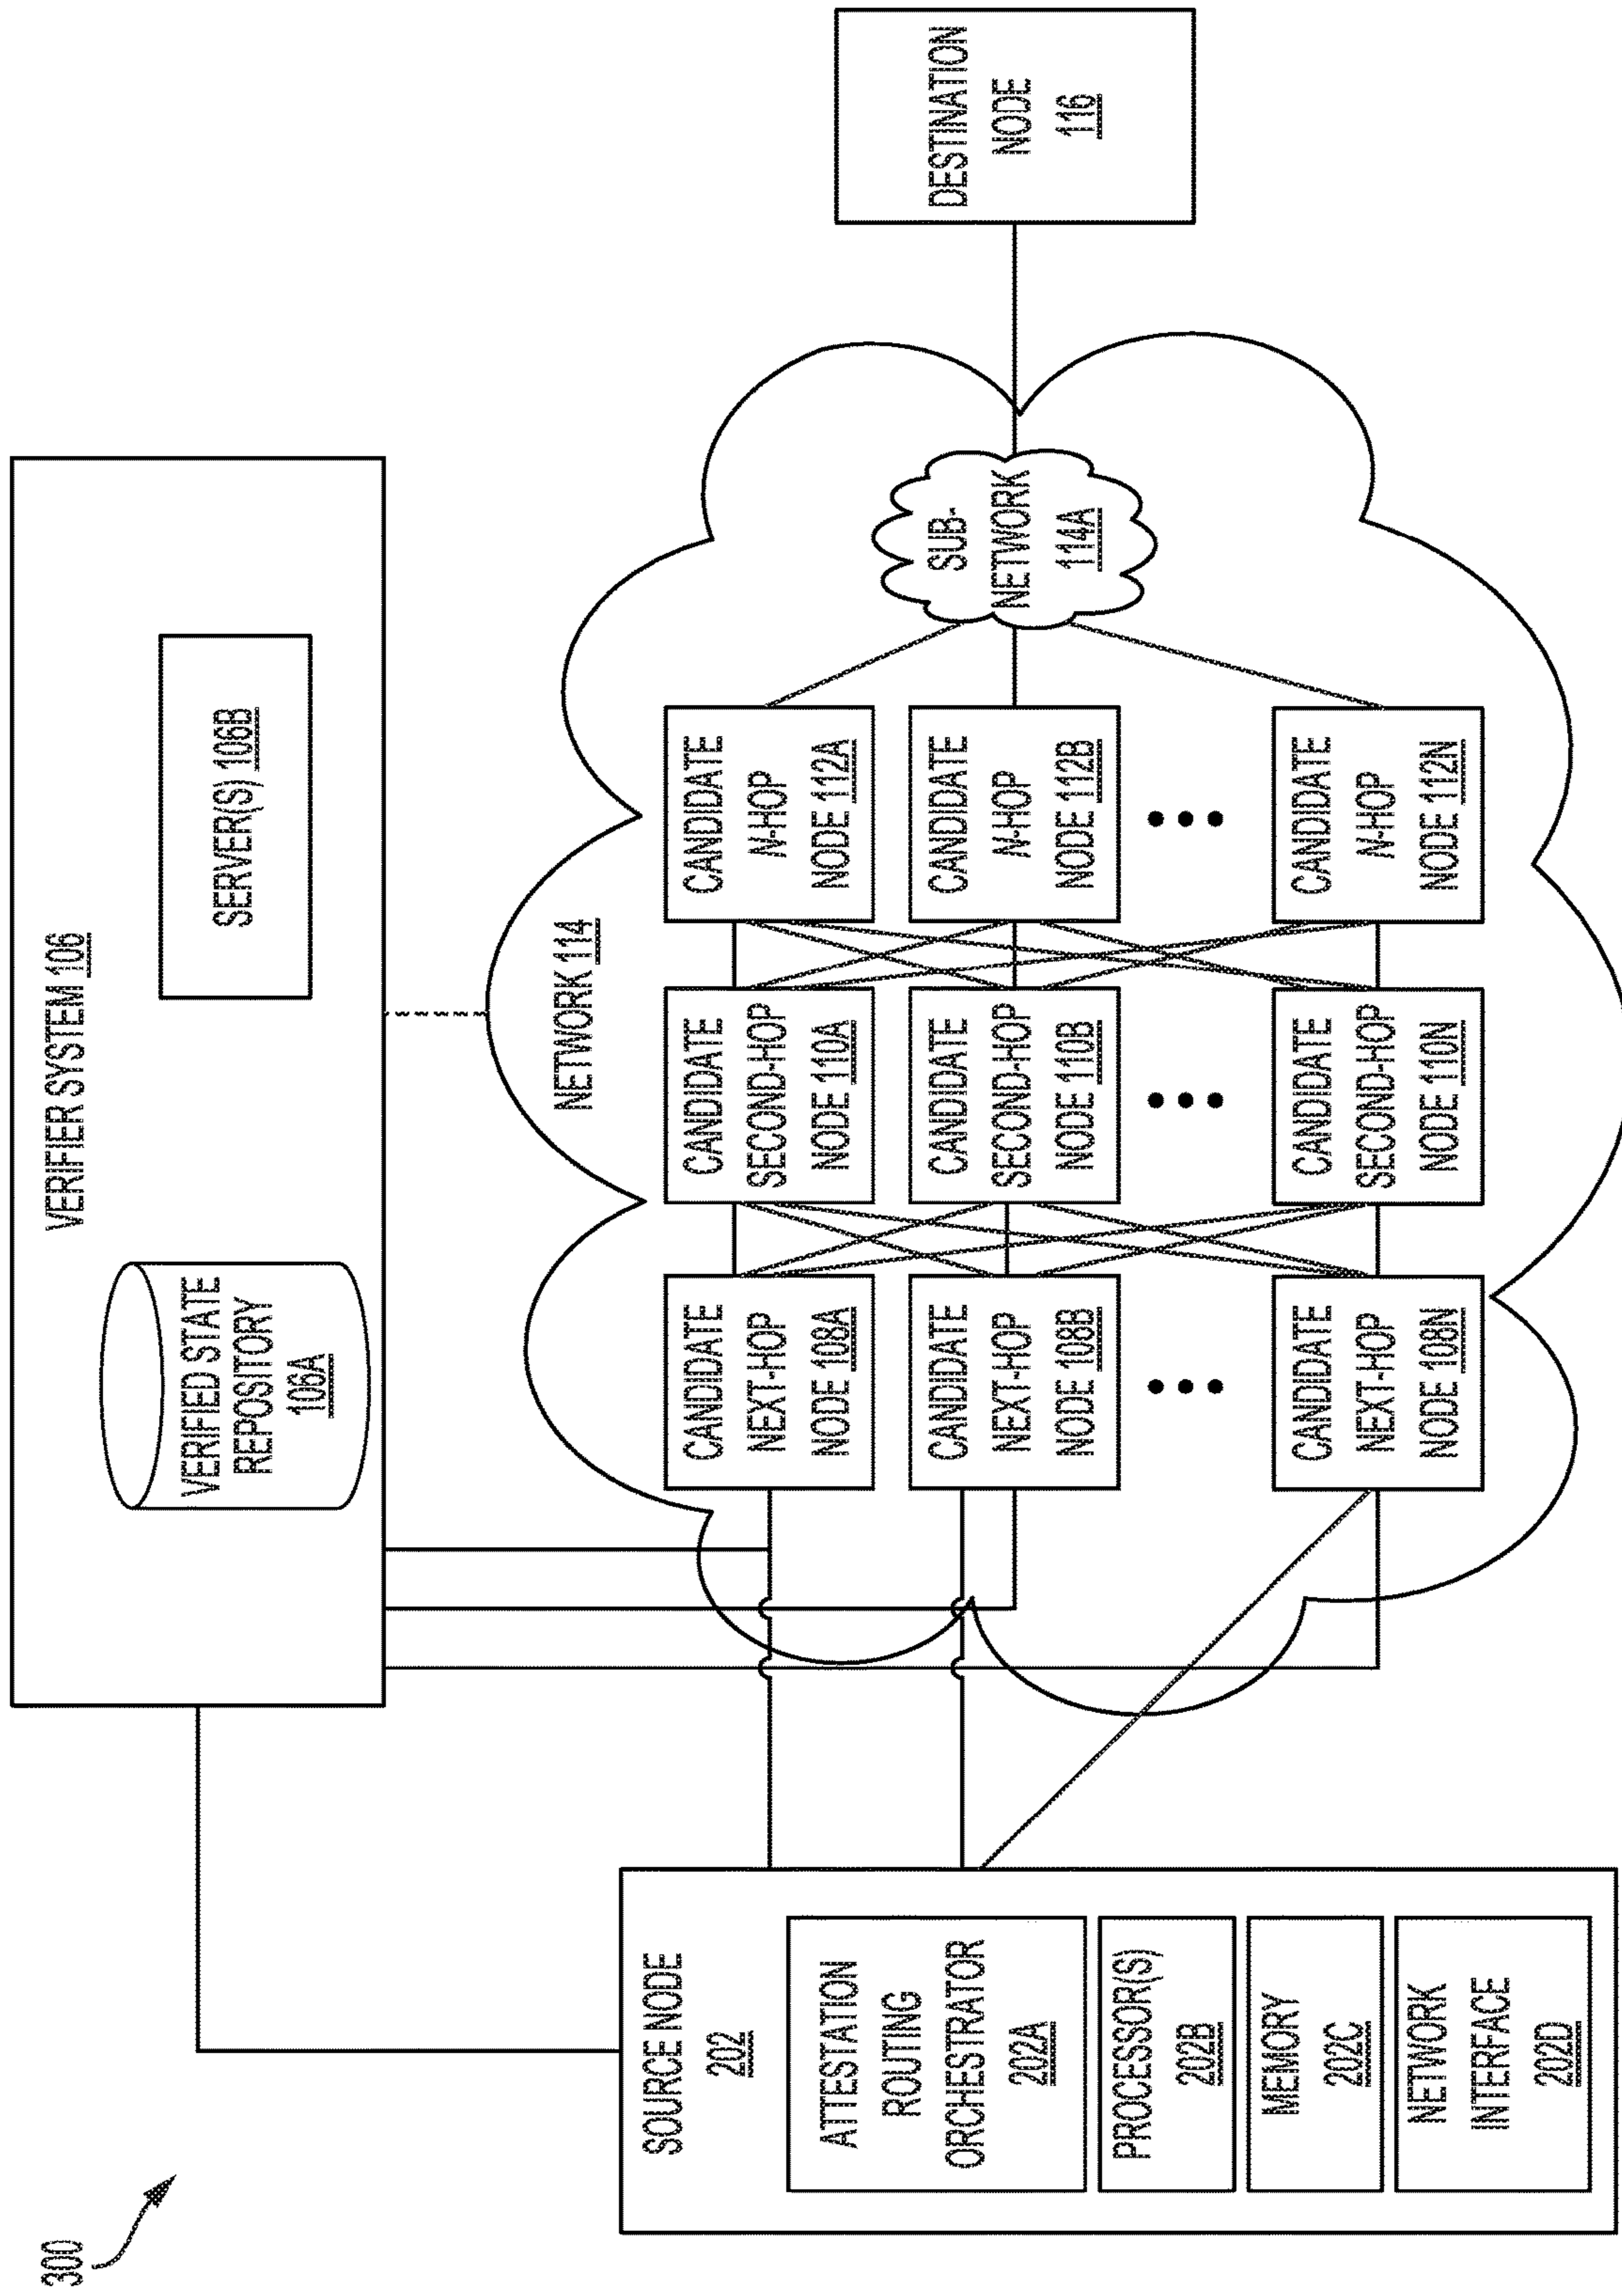 300
VERIFIER SYSTEM 106
VERIFIED STATE
REPOSITORY
106A
SERVER(S) 106B
SOURCE NODE
202
ATTESTATION
ROUTING
ORCHESTRATOR
202A
PROCESSOR(S)
202B
MEMORY
202C
NETWORK
INTERFACE
202D
NETWORK 114
CANDIDATE
NEXT-HOP
NODE 108A
CANDIDATE
SECOND-HOP
NODE 110A
CANDIDATE
N-HOP
NODE 112A
CANDIDATE
NEXT-HOP
NODE 108B
CANDIDATE
SECOND-HOP
NODE 110B
CANDIDATE
N-HOP
NODE 112B
CANDIDATE
NEXT-HOP
NODE 108N
CANDIDATE
SECOND-HOP
NODE 110N
CANDIDATE
N-HOP
NODE 112N
SUB-
NETWORK
114A
DESTINATION
NODE
116